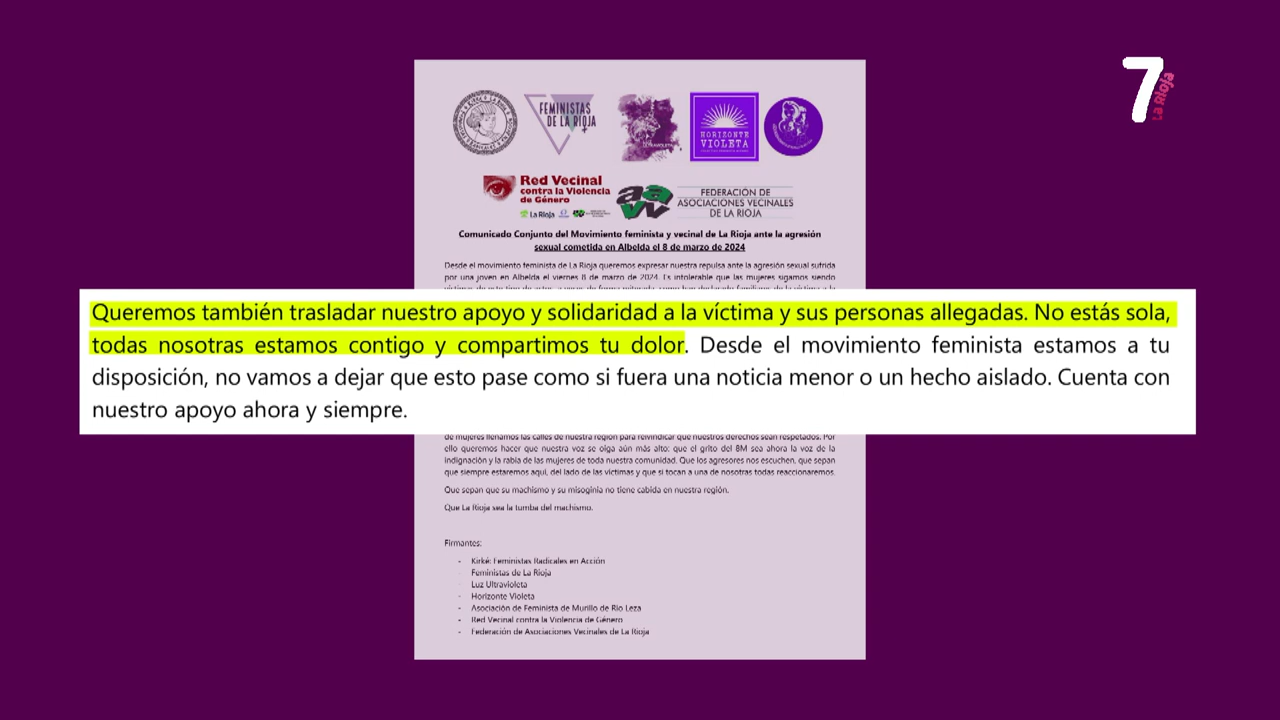 7
La Rioja
FEMINISTAS
DE LA RIOJA
HORIZONTE
VIOLETA
Red Vecinal
contra la Violencia
de Género
La Rioja
FEDERACIÓN DE
ASOCIACIONES VECINALES
DE LA RIOJA
Comunicado Conjunto del Movimiento feminista y vecinal de La Rioja ante la agresión
sexual cometida en Albelda el 8 de marzo de 2024
Desde el movimiento feminista de La Rioja queremos expresar nuestra repulsa ante la agresión sexual sufrida
por una joven en Albelda el viernes 8 de marzo de 2024. Es intolerable que las mujeres sigamos siendo
Queremos también trasladar nuestro apoyo y solidaridad a la víctima y sus personas allegadas. No estás sola,
todas nosotras estamos contigo y compartimos tu dolor. Desde el movimiento feminista estamos a tu
disposición, no vamos a dejar que esto pase como si fuera una noticia menor o un hecho aislado. Cuenta con
nuestro apoyo ahora y siempre.
de mujeres llenamos las calles de nuestra región para reivindicar que nuestros derechos sean respetados. Por
ello queremos hacer que nuestra voz se oiga aún más alto: que el grito del 8M sea ahora la voz de la
indignación y la rabia de las mujeres de toda nuestra comunidad. Que los agresores nos escuchen, que sepan
que siempre estaremos aquí, del lado de las víctimas y que si tocan a una de nosotras todas reaccionaremos.
Que sepan que su machismo y su misoginia no tiene cabida en nuestra región.
Que La Rioja sea la tumba del machismo.
Firmantes:
- Kirké: Feministas Radicales en Acción
Feministas de La Rioja
Luz Ultravioleta
- Horizonte Violeta
- Asociación de Feminista de Murillo de Río Leza
- Red Vecinal contra la Violencia de Género
- Federación de Asociaciones Vecinales de La Rioja